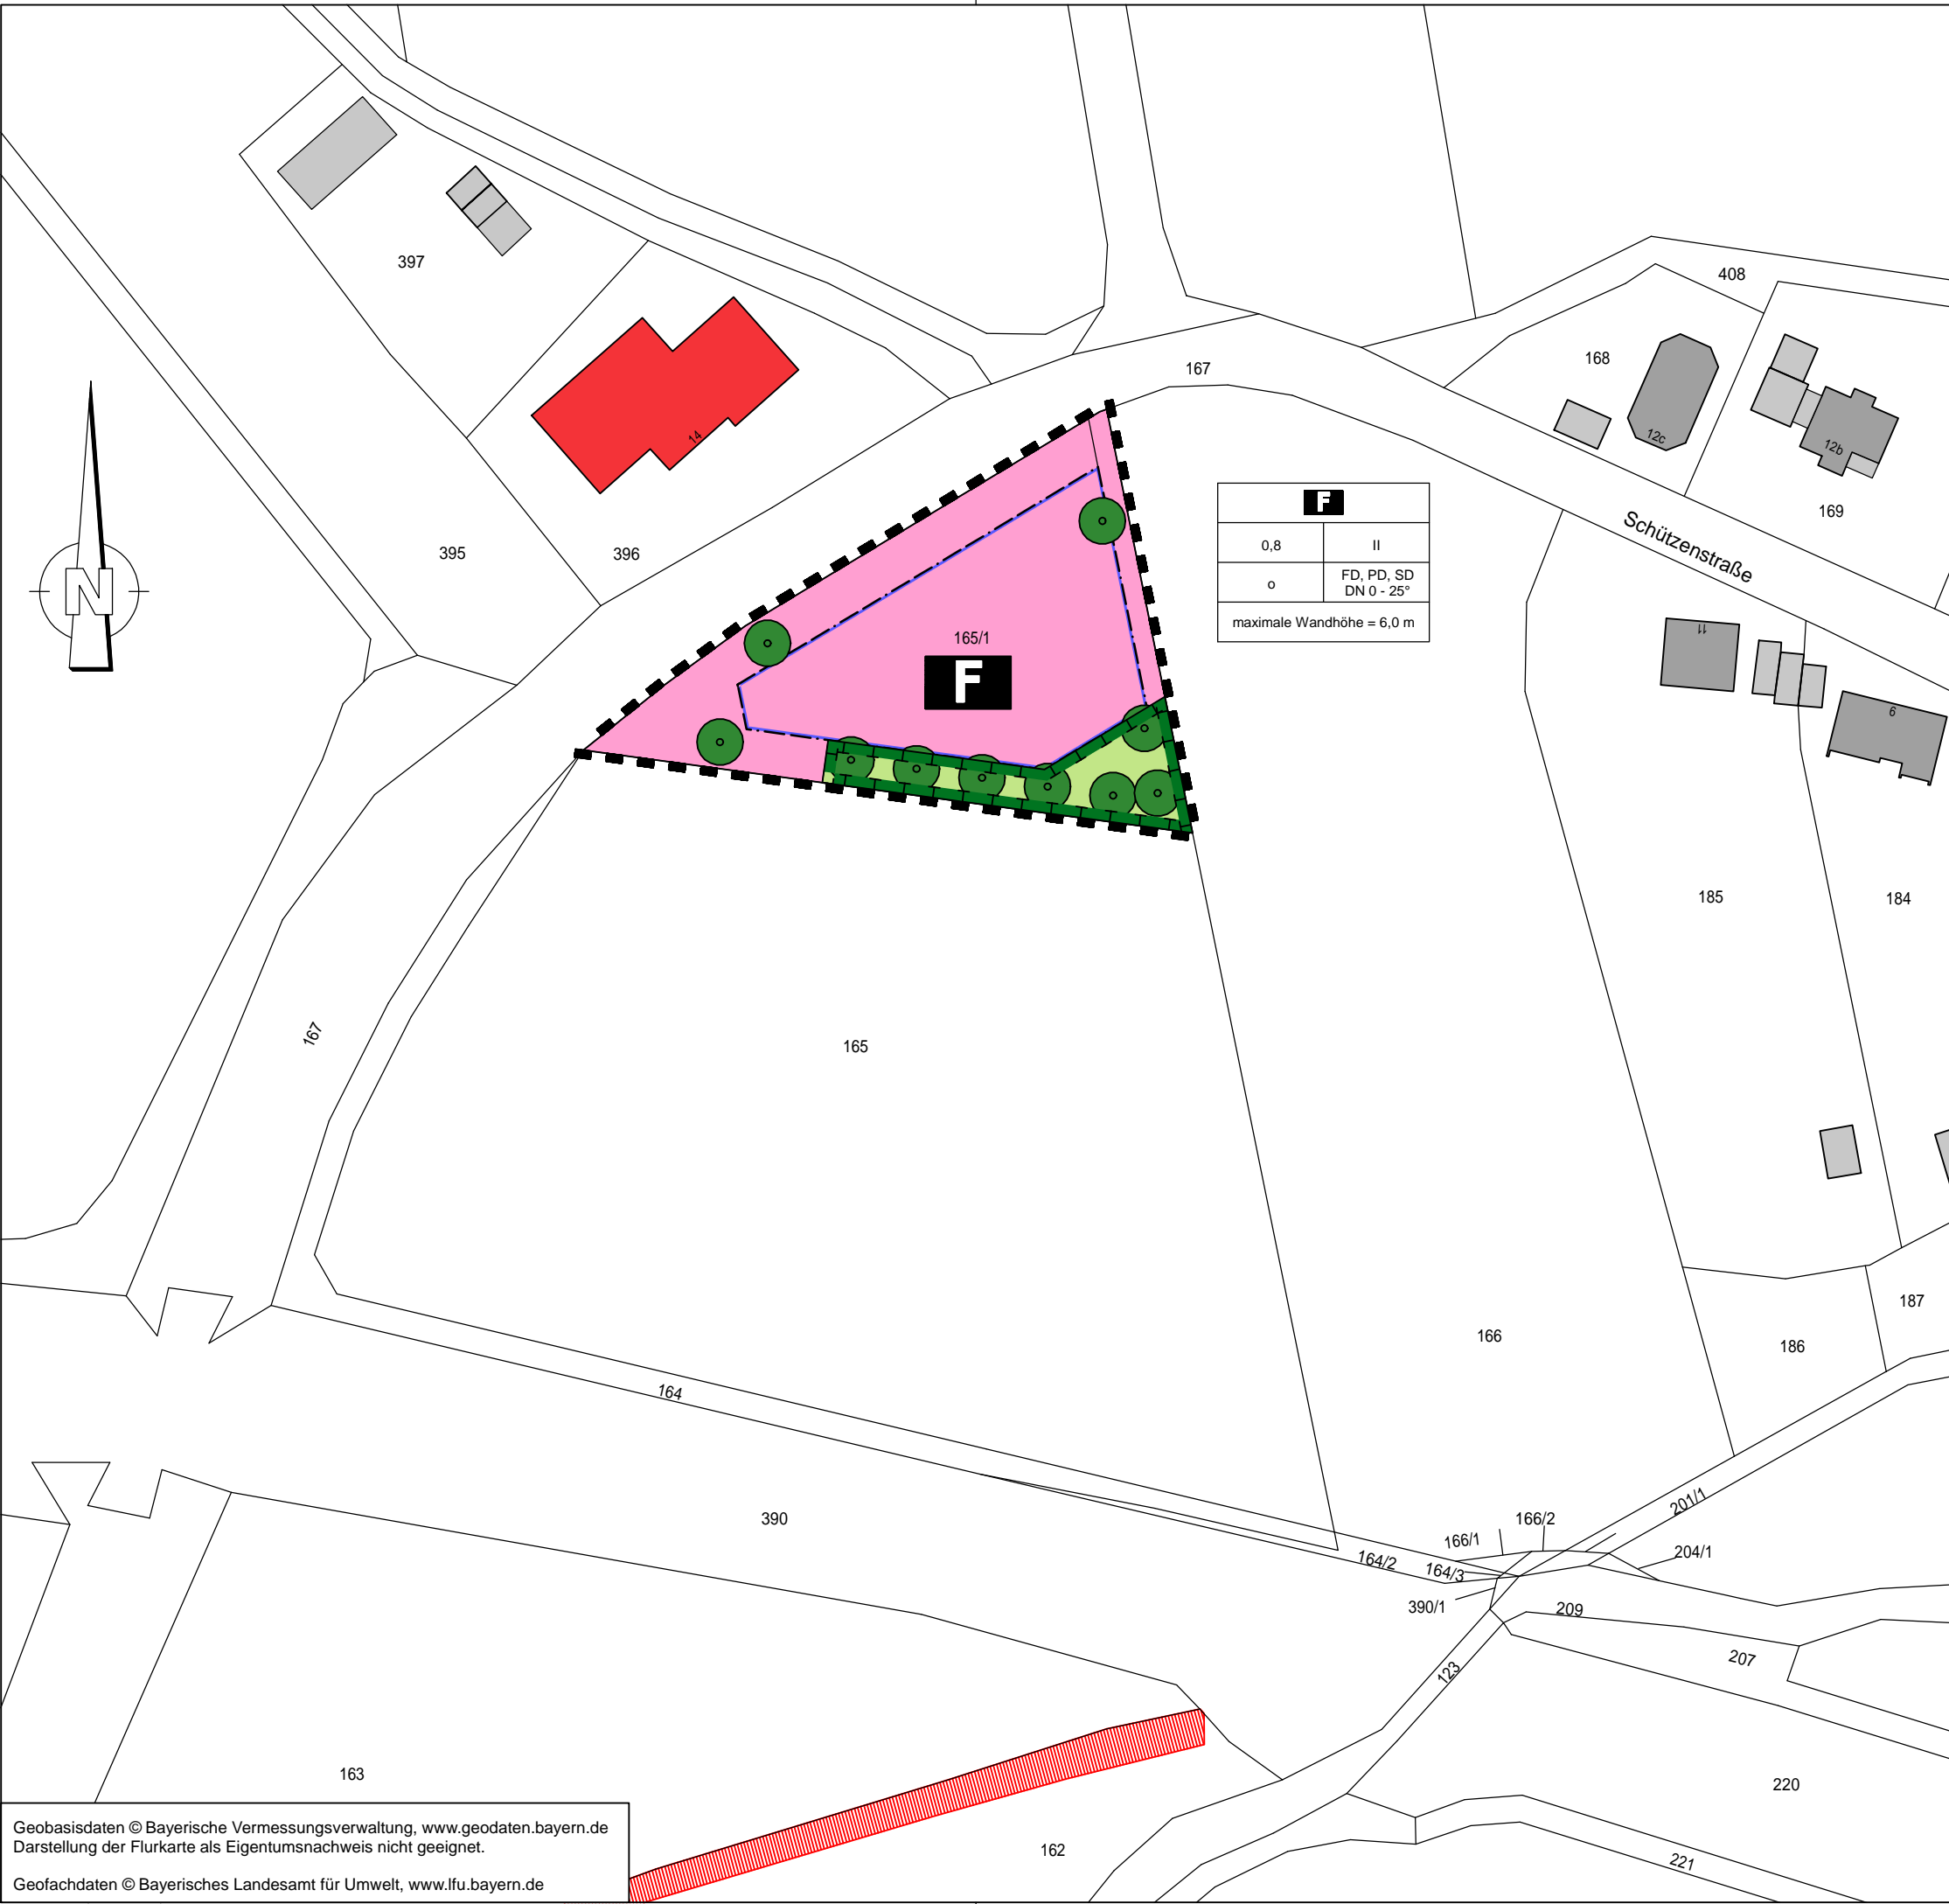 397
408
168
167
12c
12b
14
169
F
0,8
II
o
FD, PD, SD
DN 0 - 25°
maximale Wandhöhe = 6,0 m
Schützenstraße
395
396
N
165/1
F
11
9
185
184
167
165
187
166
186
164
390
201/1
166/2
166/1
204/1
164/2
164/3
390/1
209
207
123
163
220
162
221
Geobasisdaten © Bayerische Vermessungsverwaltung, www.geodaten.bayern.de
Darstellung der Flurkarte als Eigentumsnachweis nicht geeignet.
Geofachdaten © Bayerisches Landesamt für Umwelt, www.lfu.bayern.de